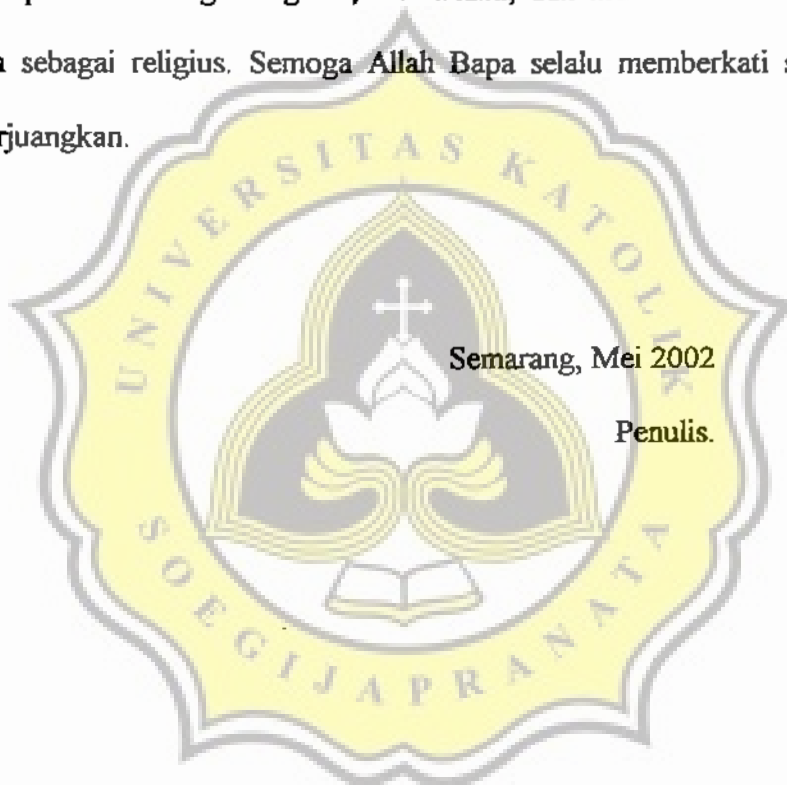 sebagai religius. Semoga Allah Bapa selalu memberkati
rjuangkan.
UNIVERSITAS KATOLIK
Semarang, Mei 2002
Penulis.
SOEGIJAPRANATA